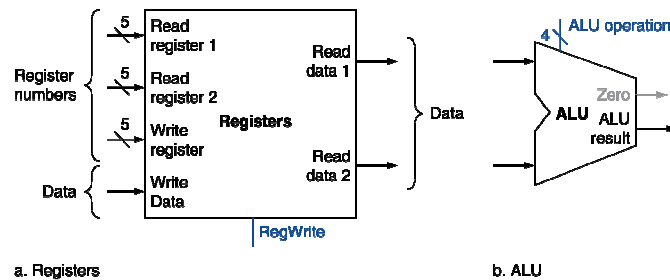 Register
numbers
Data
5
Read
register 1
5
Read
register 2
5
Write
register
Write
Data
Registers
Read
data 1
Read
data 2
Data
RegWrite
a. Registers
4
ALU operation
Zero
ALU
ALU
result
b. ALU